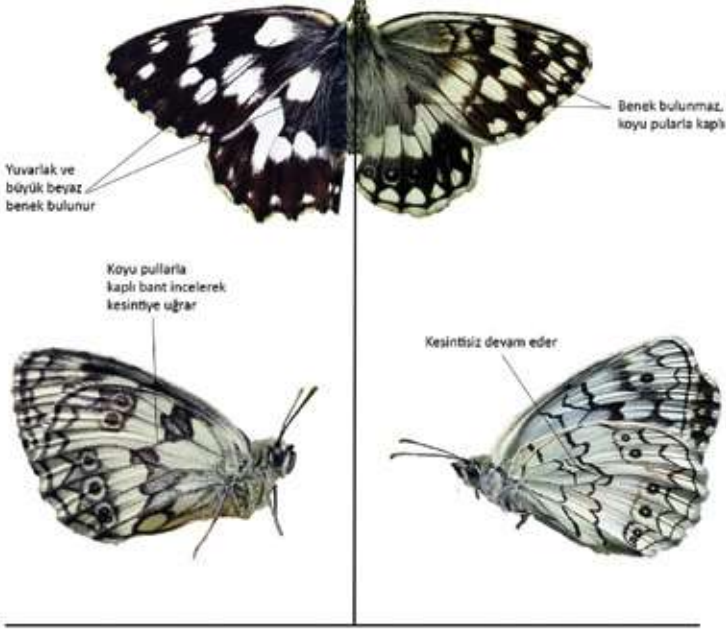 Benek bulunmaz,
koyu pularla kaplı
Yuvarlak ve
büyük beyaz
benek bulunur
Koyu pullarla
kaplı bant incelerek
kesintiye uğrar
Kesintisiz devam eder